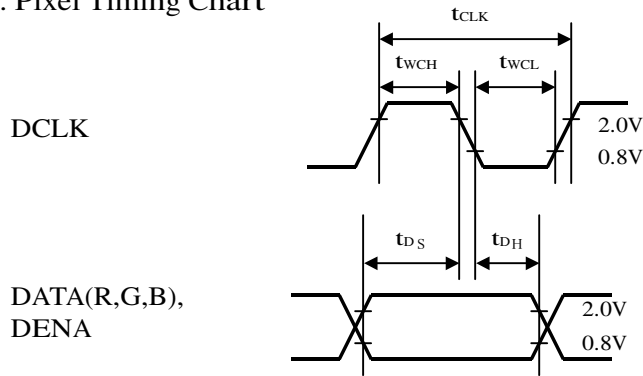 . Pixel Timing Chart
tCLK
tWCH tWCL
DCLK
2.0V
0.8V
tDS tDH
DATA(R,G,B),
DENA
2.0V
0.8V